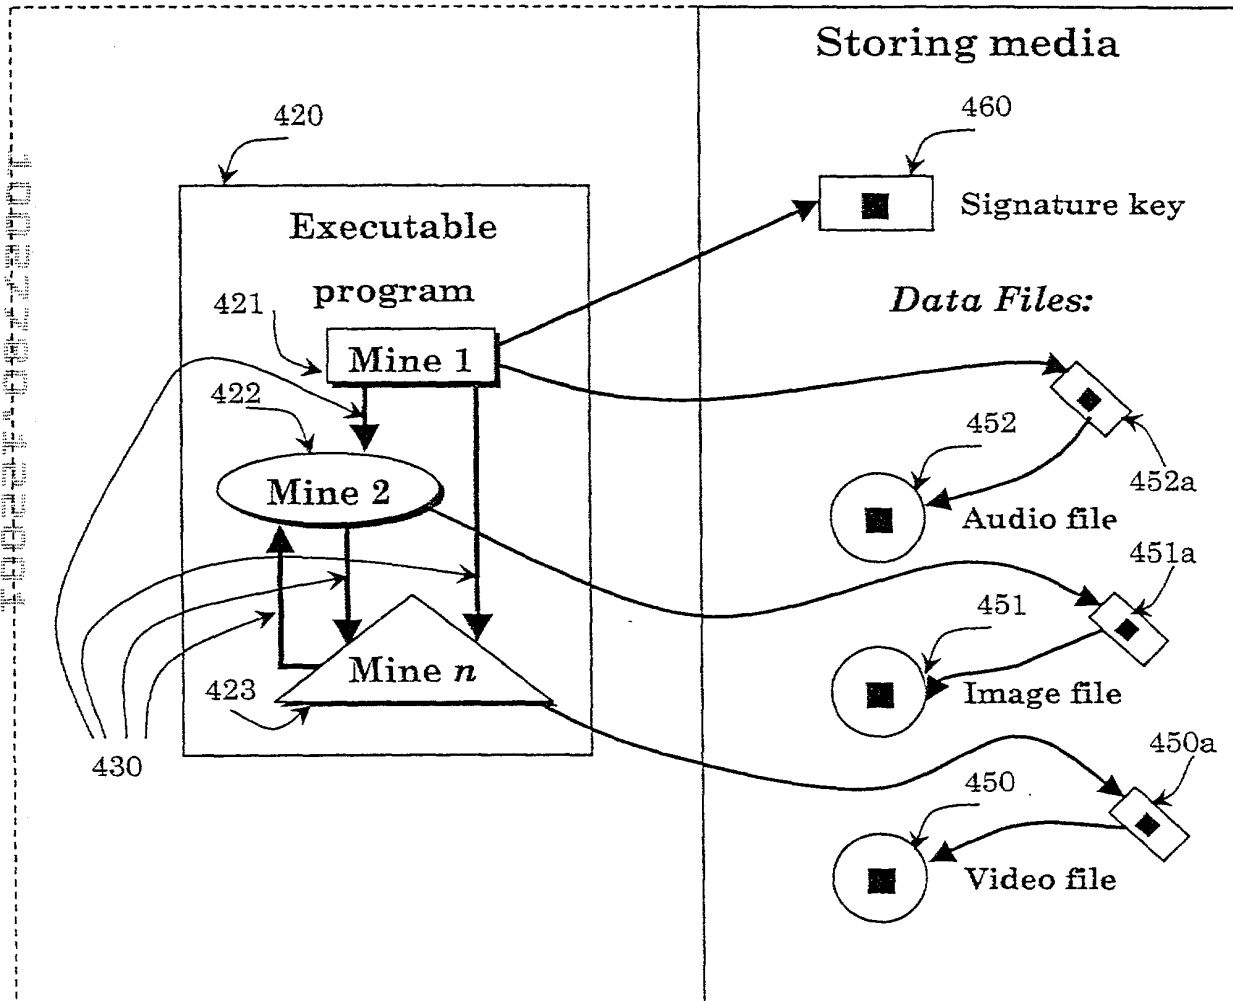 Storing media
460
Signature key
Data Files:
420
Executable
program
421
Mine 1
422
Mine 2
Mine n
423
430
452
452a
Audio file
451a
451
Image file
450a
450
Video file